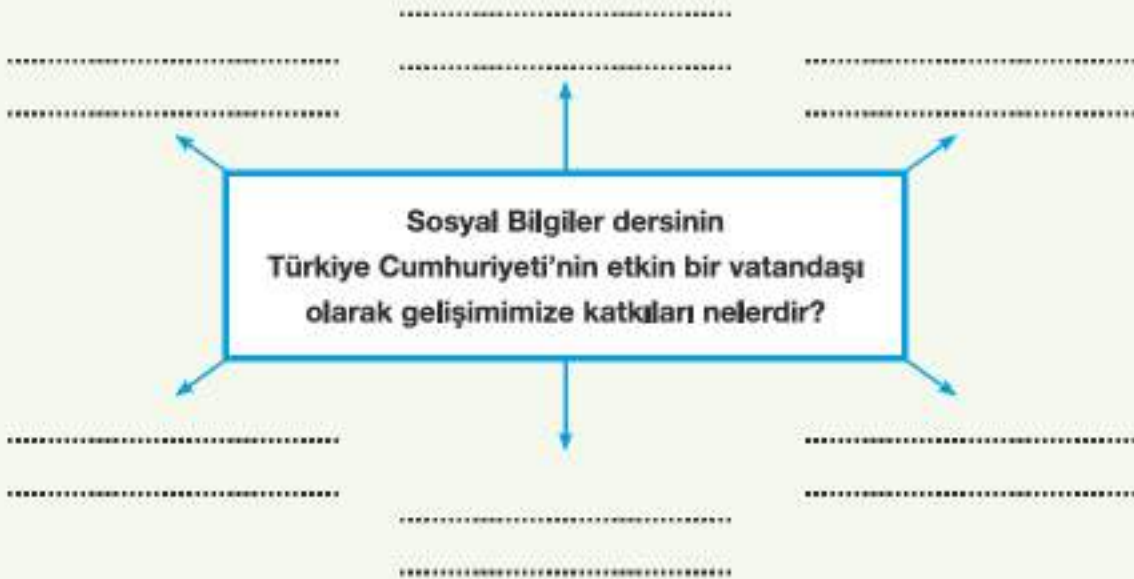 Sosyal Bilgiler dersinin
Türkiye Cumhuriyeti'nin etkin bir vatandaşı
olarak gelişimimize katkıları nelerdir?